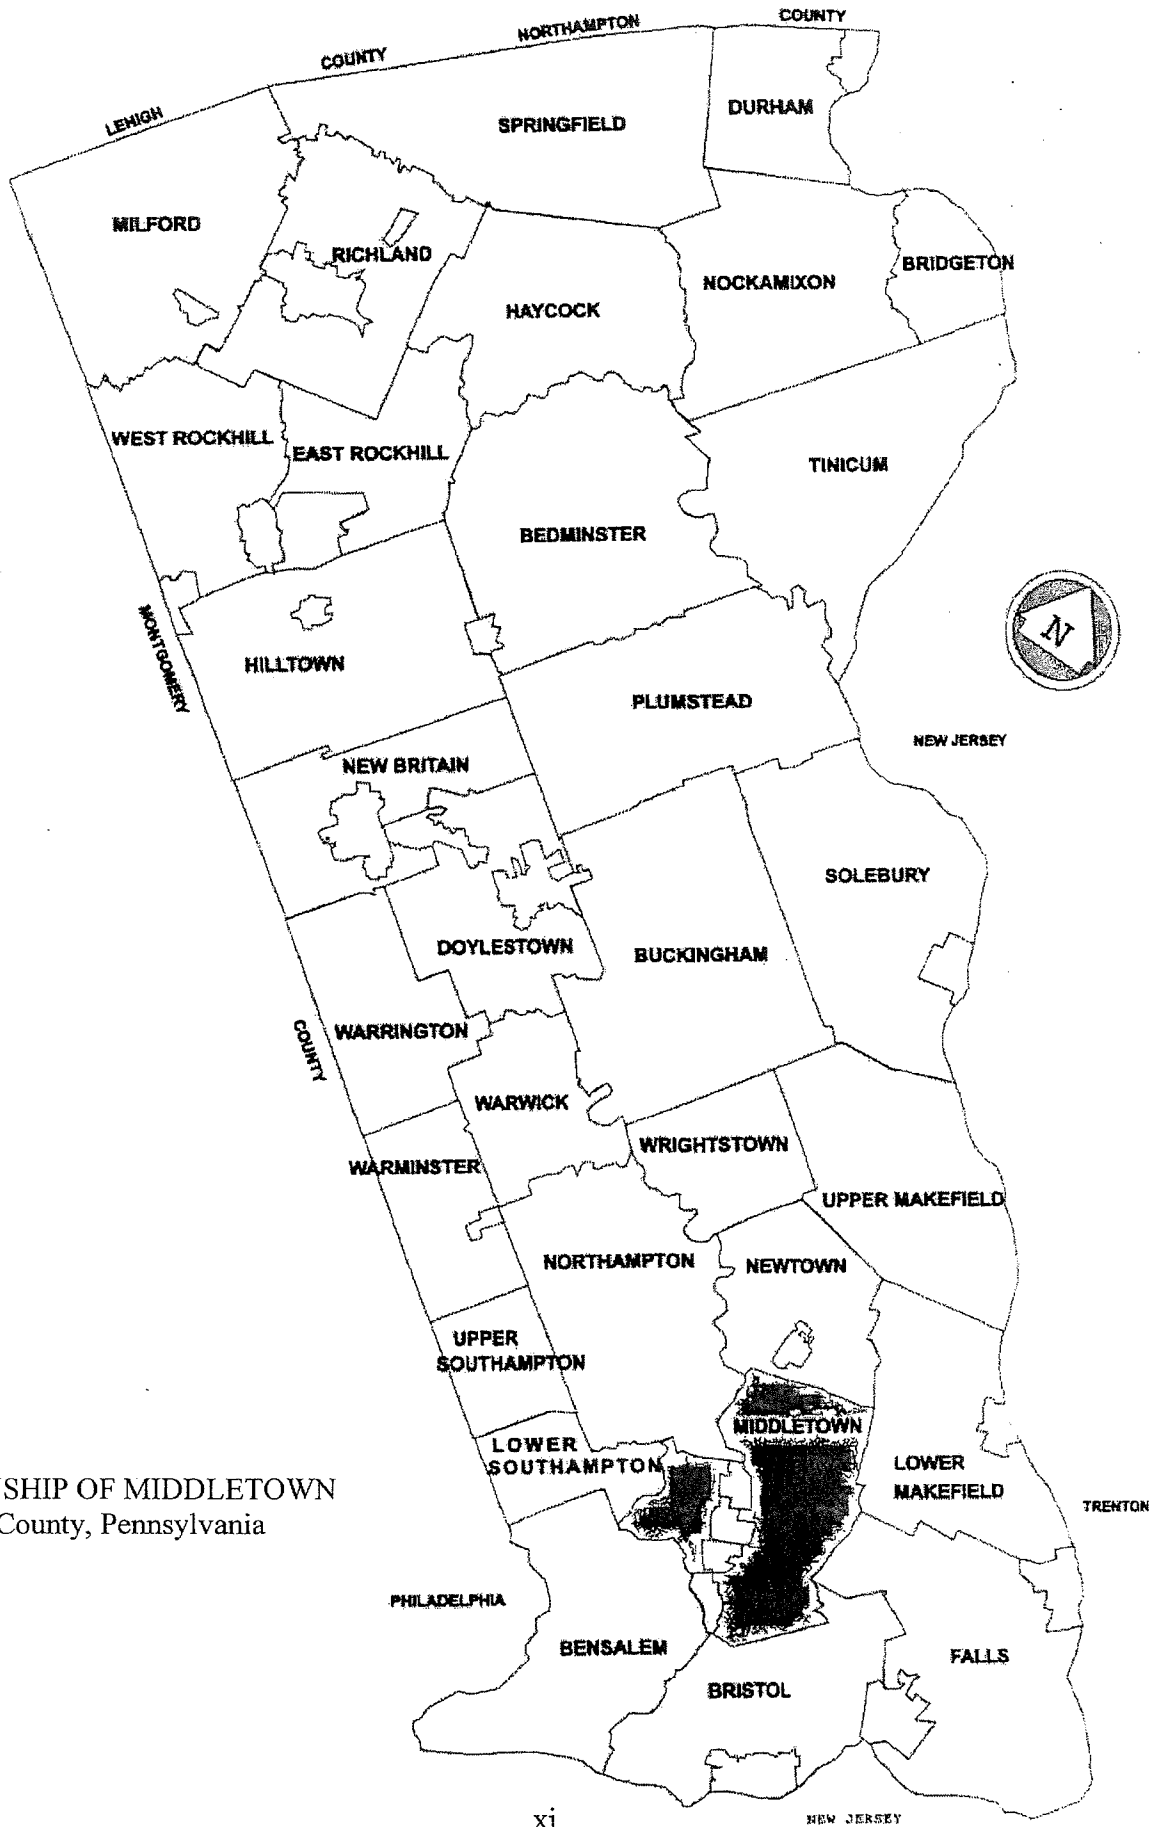 COUNTY
NORTHAMPTON
COUNTY
LEHIGH
DURHAM
SPRINGFIELD
MILFORD
RICHLAND
BRIDGETON
NOCKAMIXON
HAYCOCK
WEST ROCKHILL
EAST ROCKHILL
TINICUM
BEDMINSTER
MONTGOMERY
N
HILLTOWN
PLUMSTEAD
NEW JERSEY
NEW BRITAIN
SOLEBURY
DOYLESTOWN
BUCKINGHAM
COUNTY
WARRINGTON
WARWICK
WRIGHTSTOWN
WARMINSTER
UPPER MAKEFIELD
NORTHAMPTON
NEWTOWN
UPPER
SOUTHAMPTON
MIDDLETOWN
LOWER
SOUTHAMPTON
LOWER
MAKEFIELD
SHIP OF MIDDLETOWN
County, Pennsylvania
TRENTON
PHILADELPHIA
BENSALEM
FALLS
BRISTOL
xi
NEW JERSEY